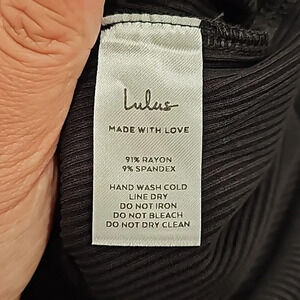 Lulus
MADE WITH LOVE
91% RAYON
9% SPANDEX
HAND WASH COLD
LINE DRY
DO NOT IRON
DO NOT BLEACH
DO NOT DRY CLEAN